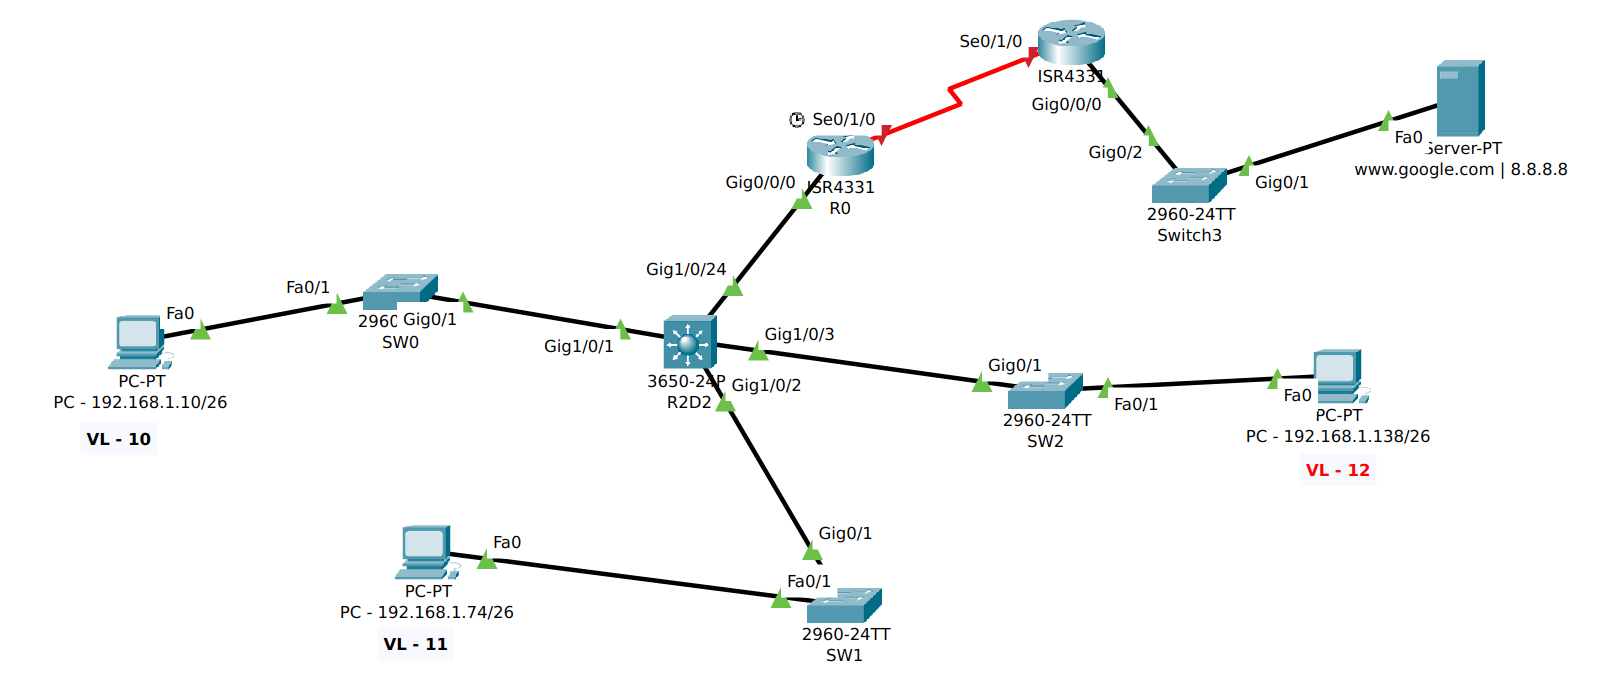 Se0/1/0
ISR4331
Gig0/0/0
Gig0/2
Fa0
Server-PT
www.google.com | 8.8.8.8
Gig0/1
2960-24TT
Switch3
Se0/1/0
Gig0/0/0
ISR4331
R0
Gig1/0/24
Fa0/1
Fa0
2960
Gig0/1
SW0
Gig1/0/1
PC-PT
PC - 192.168.1.10/26
VL - 10
3650-24P
R2D2
Gig1/0/3
Gig1/0/2
Gig0/1
2960-24TT
SW2
Fa0/1
Fa0
PC-PT
PC - 192.168.1.138/26
VL - 12
Fa0
PC-PT
PC - 192.168.1.74/26
VL - 11
Gig0/1
Fa0/1
2960-24TT
SW1